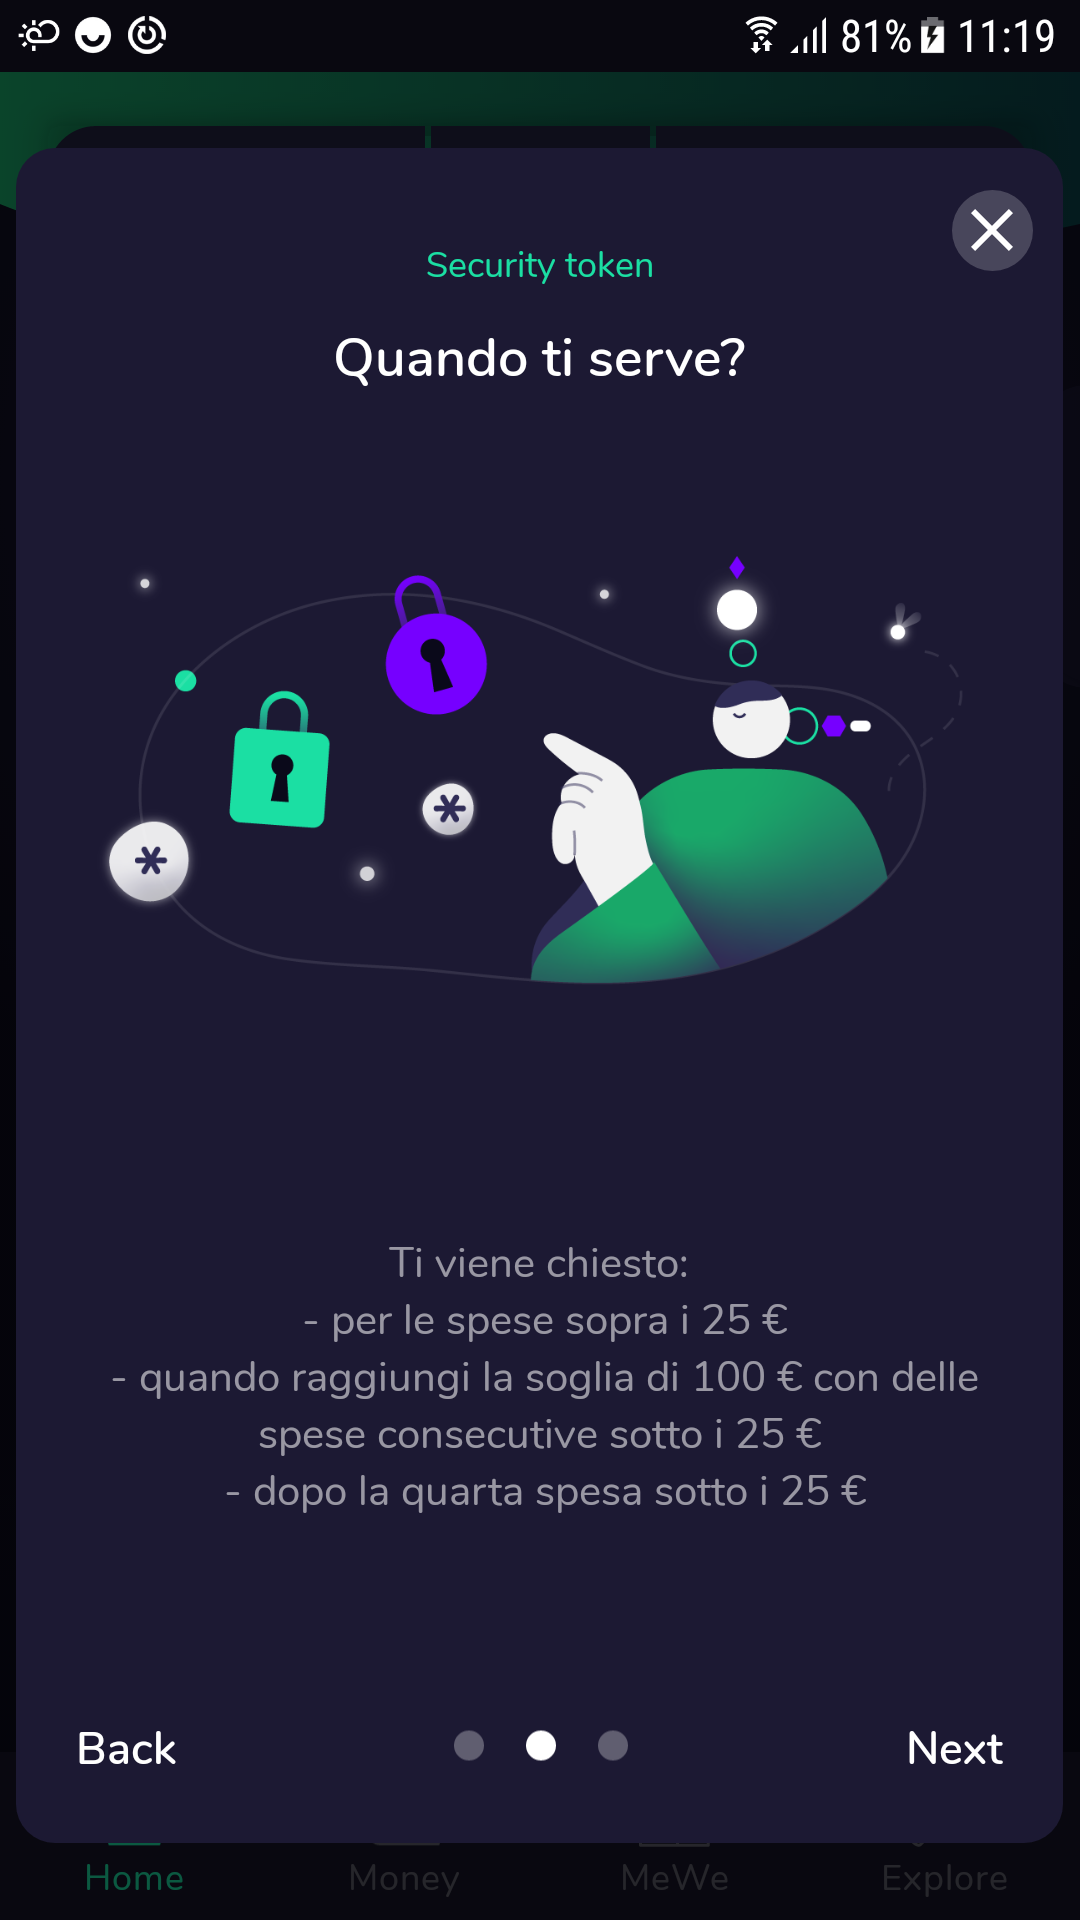 81% 11:19
Security token
Quando ti serve?
Ti viene chiesto:
- per le spese sopra i 25 €
- quando raggiungi la soglia di 100 € con delle
spese consecutive sotto i 25 €
- dopo la quarta spesa sotto i 25 €
Back Next
Home Money MeWe Explore